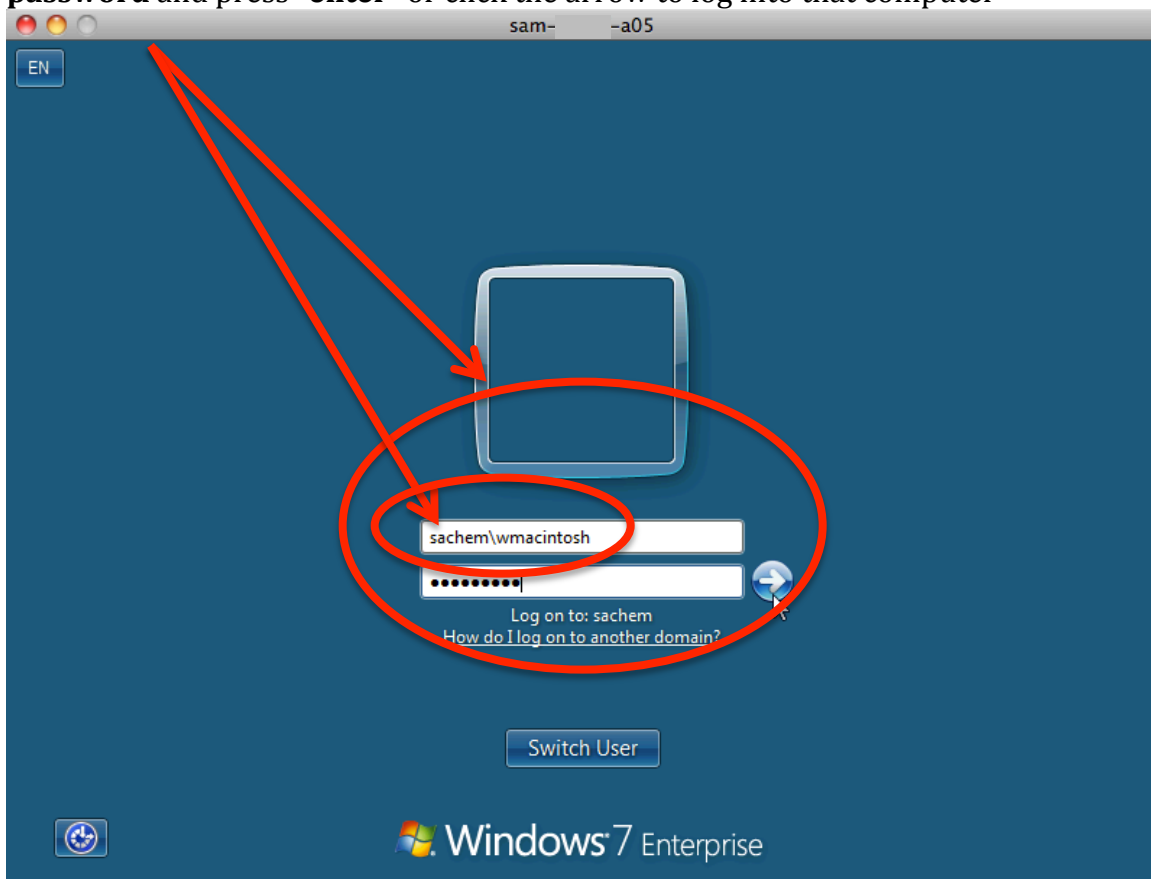 password and press "enter" or click the arrow to log into that computer
sam- -a05
EN
sachem\wmacintosh
•••••••••
Log on to: sachem
How do I log on to another domain?
Switch User
Windows 7 Enterprise